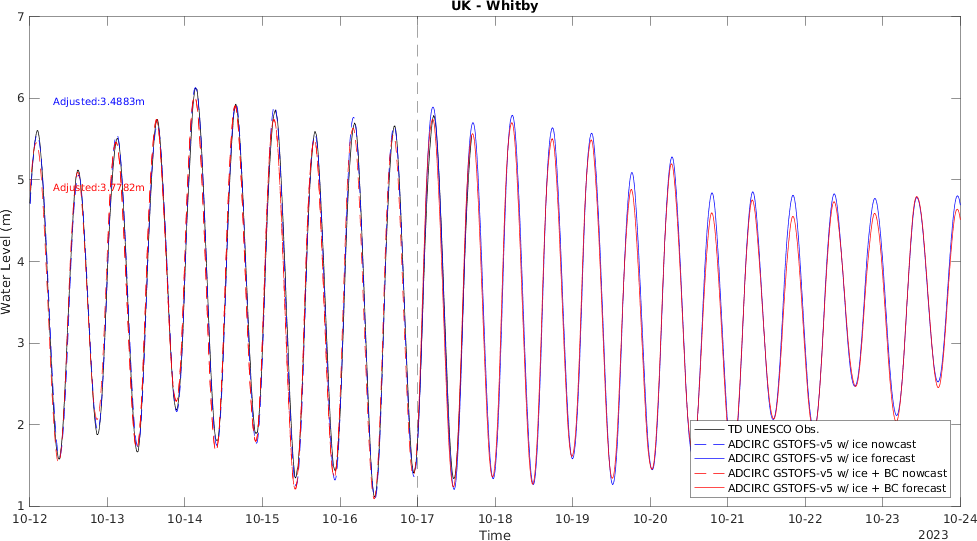 UK - Whitby
7
6
5
4
3
2
1
Water Level (m)
Adjusted:3.4883m
Adjusted:3.7782m
TD UNESCO Obs.
ADCIRC GSTOFS-v5 w/ ice nowcast
ADCIRC GSTOFS-v5 w/ ice forecast
ADCIRC GSTOFS-v5 w/ ice + BC nowcast
ADCIRC GSTOFS-v5 w/ ice + BC forecast
10-12 10-13 10-14 10-15 10-16 10-17 10-18 10-19 10-20 10-21 10-22 10-23 10-24
Time
2023